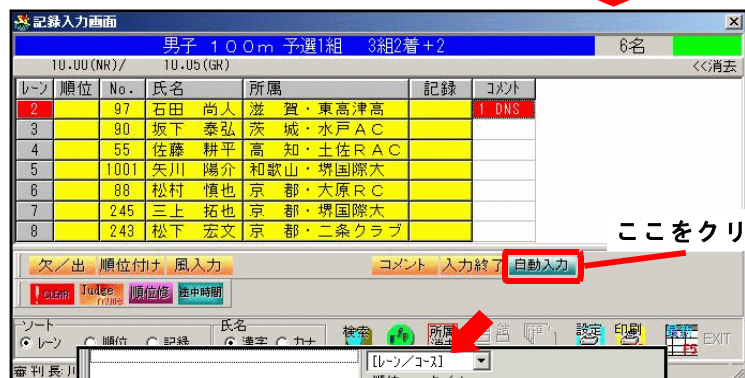 記録入力画面
男子 100m 予選1組 3組2着+2 6名
10.00(NR)/ 10.05(GR) <<消去
レーン 順位 No. 氏名 所属 記録 コメント
2 97 石田 尚人 滋 賀・東高津高 1 DNS
3 90 坂下 泰弘 茨 城・水戸AC
4 55 佐藤 耕平 高 知・土佐RAC
5 1001 矢川 陽介 和歌山・堺国際大
6 88 松村 慎也 京 都・大原RC
7 245 三上 拓也 京 都・堺国際大
8 243 松下 宏文 京 都・二条クラブ
ここをクリ
欠/出 順位付け 風入力 コメント 入力終了 自動入力
CLEAR Judge name 順位修 途中時間
ソート 氏名
レーン 順位 記録 漢字 カナ 検索 所属 設定 印刷 EXIT
F5
審判長:
[レーン/コース]